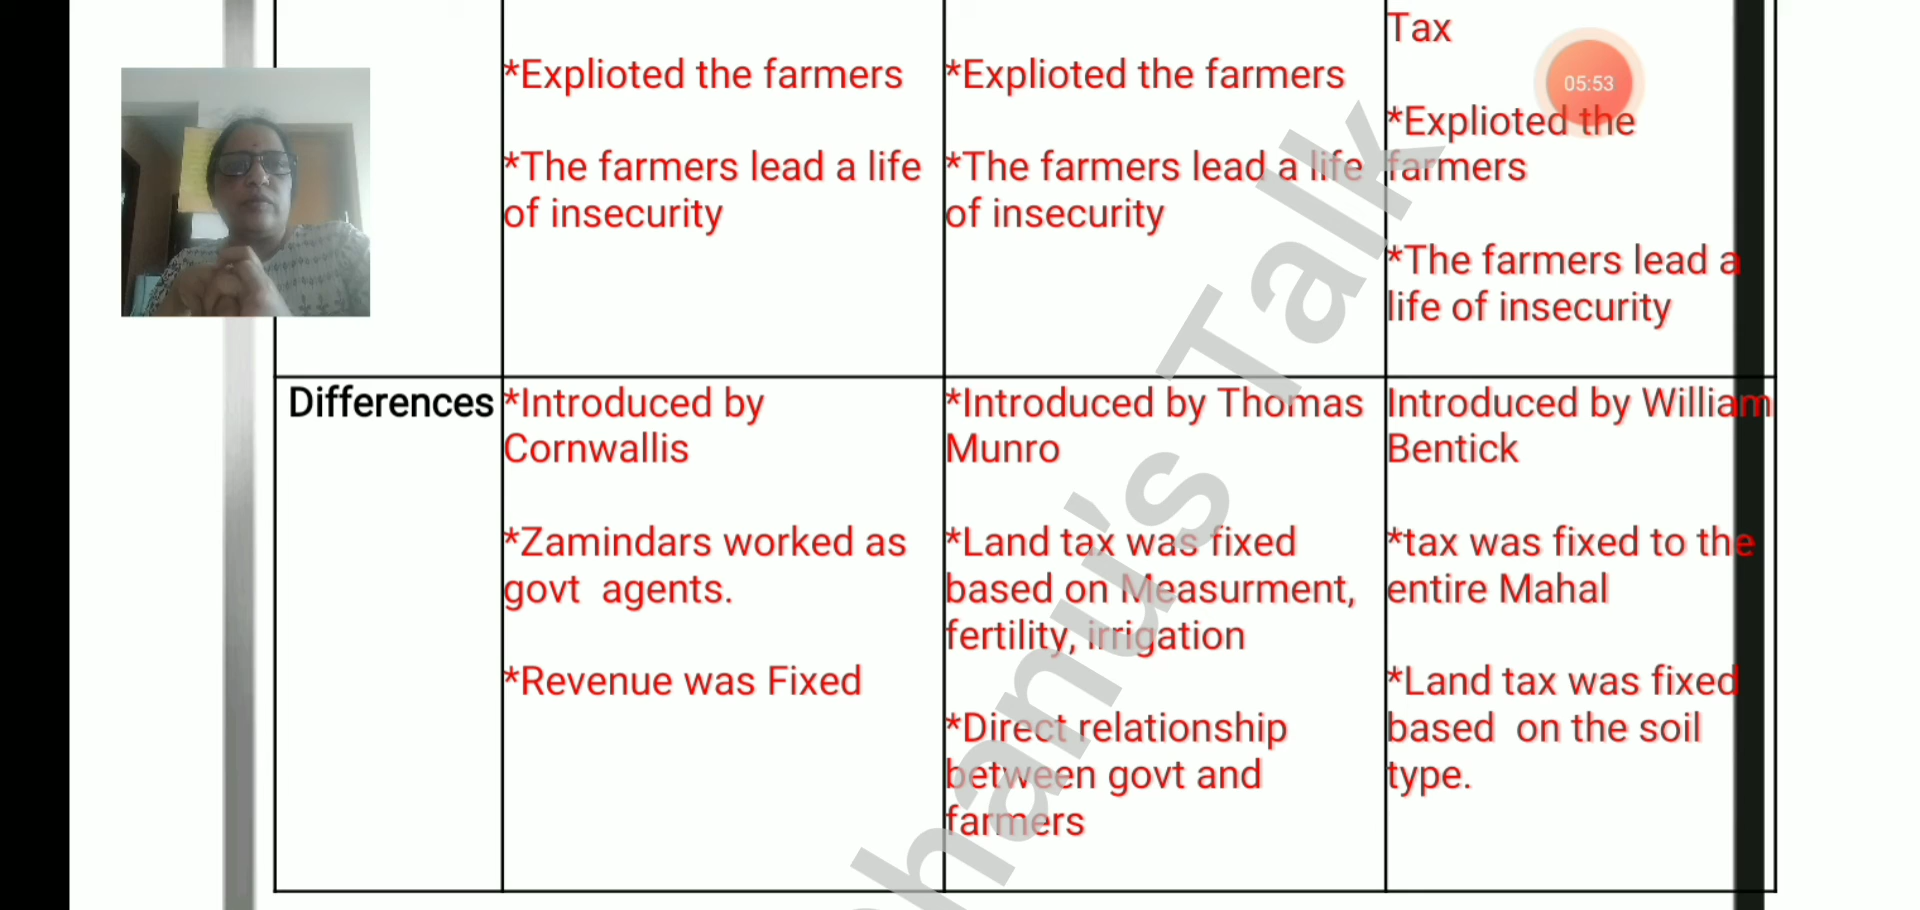 Tax
05:53
*Explioted the farmers
*The farmers lead a life
of insecurity
*Explioted the farmers
*The farmers lead a life
of insecurity
*Explioted the
farmers
*The farmers lead a
life of insecurity
Differences
*Introduced by
Cornwallis
*Zamindars worked as
govt agents.
*Revenue was Fixed
*Introduced by Thomas
Munro
*Land tax was fixed
based on Measurment,
fertility, irrigation
*Direct relationship
between govt and
farmers
Introduced by William
Bentick
*tax was fixed to the
entire Mahal
*Land tax was fixed
based on the soil
type.
hanu's Talk